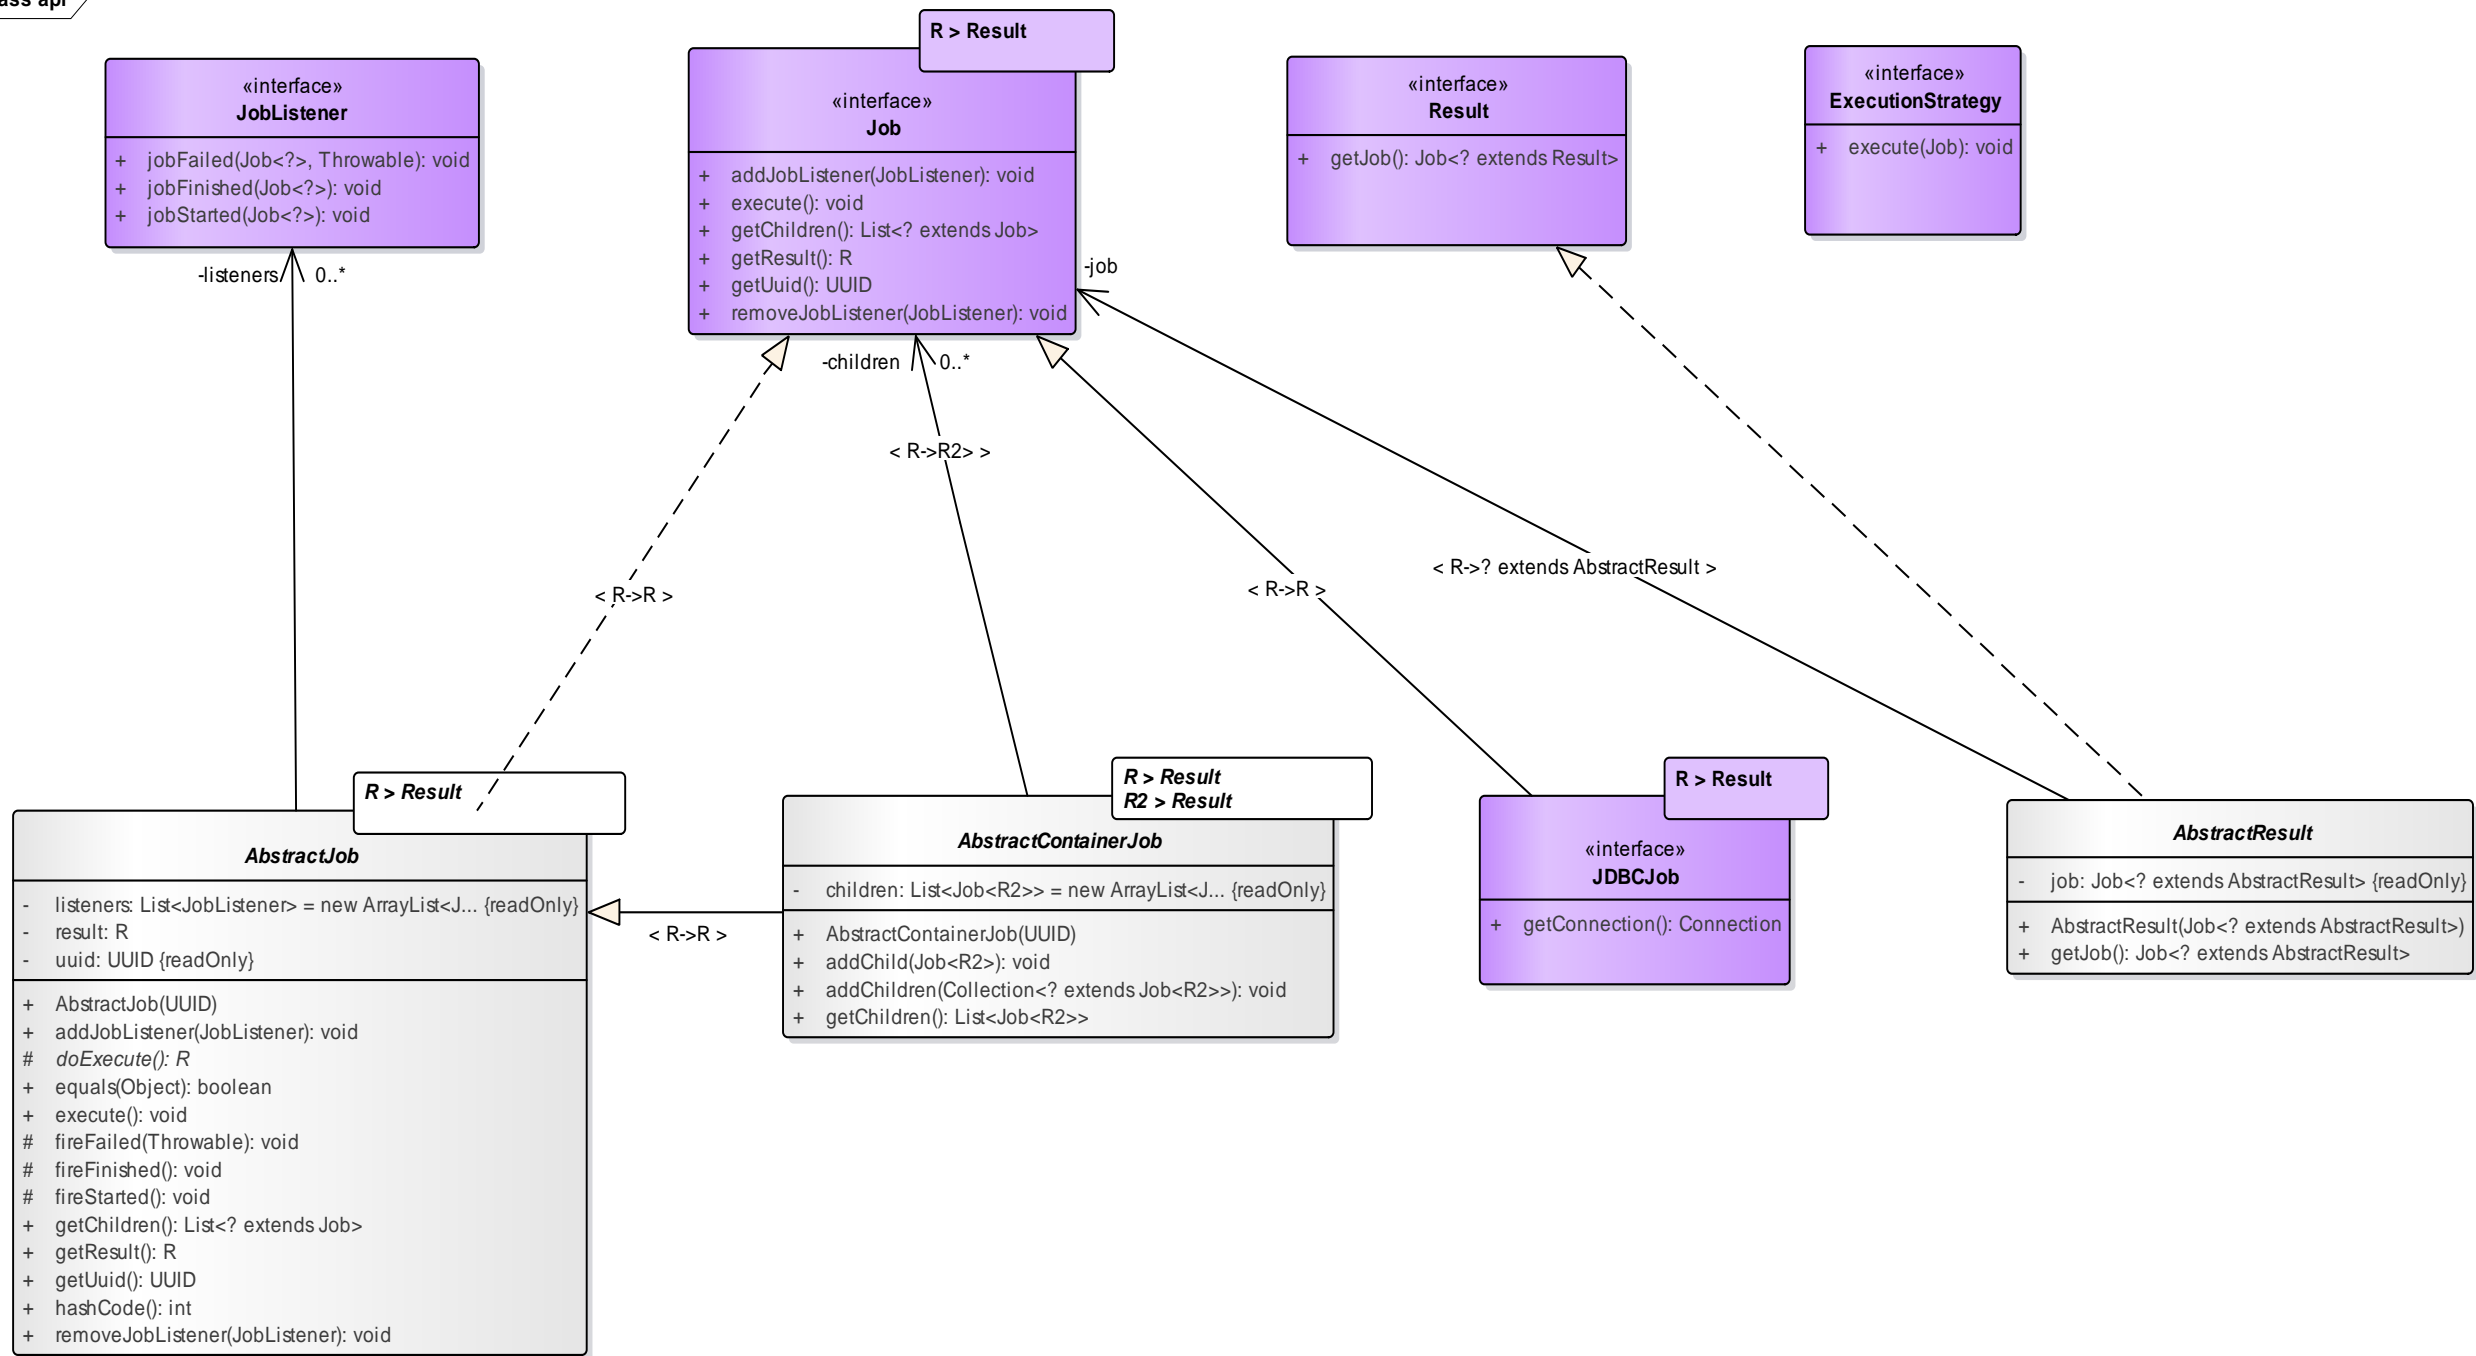 api
«interface»
JobListener
+ jobFailed(Job<?>, Throwable): void
+ jobFinished(Job<?>): void
+ jobStarted(Job<?>): void
R > Result
«interface»
Job
+ addJobListener(JobListener): void
+ execute(): void
+ getChildren(): List<? extends Job>
+ getResult(): R
+ getUuid(): UUID
+ removeJobListener(JobListener): void
«interface»
Result
+ getJob(): Job<? extends Result>
«interface»
ExecutionStrategy
+ execute(Job): void
-listeners 0..*
-job
-children 0..*
< R->R2> >
< R->R >
< R->R >
< R->? extends AbstractResult >
R > Result
AbstractJob
- listeners: List<JobListener> = new ArrayList<J... {readOnly}
- result: R
- uuid: UUID {readOnly}
+ AbstractJob(UUID)
+ addJobListener(JobListener): void
# doExecute(): R
+ equals(Object): boolean
+ execute(): void
# fireFailed(Throwable): void
# fireFinished(): void
# fireStarted(): void
+ getChildren(): List<? extends Job>
+ getResult(): R
+ getUuid(): UUID
+ hashCode(): int
+ removeJobListener(JobListener): void
< R->R >
R > Result
R2 > Result
AbstractContainerJob
- children: List<Job<R2>> = new ArrayList<J... {readOnly}
+ AbstractContainerJob(UUID)
+ addChild(Job<R2>): void
+ addChildren(Collection<? extends Job<R2>>): void
+ getChildren(): List<Job<R2>>
R > Result
«interface»
JDBCJob
+ getConnection(): Connection
AbstractResult
- job: Job<? extends AbstractResult> {readOnly}
+ AbstractResult(Job<? extends AbstractResult>)
+ getJob(): Job<? extends AbstractResult>